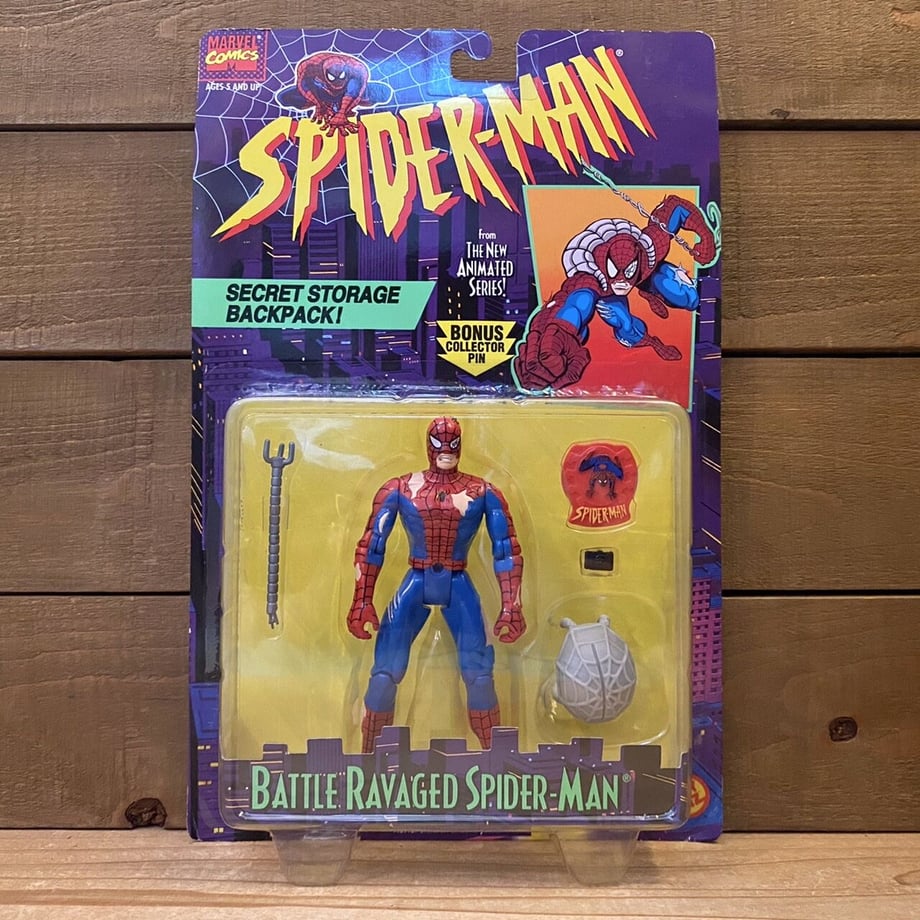 MARVEL
COMICS
M
AGES 5 AND UP
SPIDER-MAN®
from
THE NEW
ANIMATED
SERIES!
SECRET STORAGE
BACKPACK!
BONUS
COLLECTOR
PIN
SPIDER-MAN
BATTLE RAVAGED SPIDER-MAN®